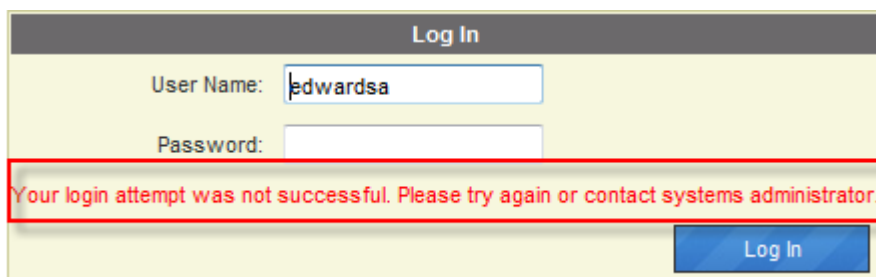 Log In
User Name: edwardsa
Password:
Your login attempt was not successful. Please try again or contact systems administrator.
Log In